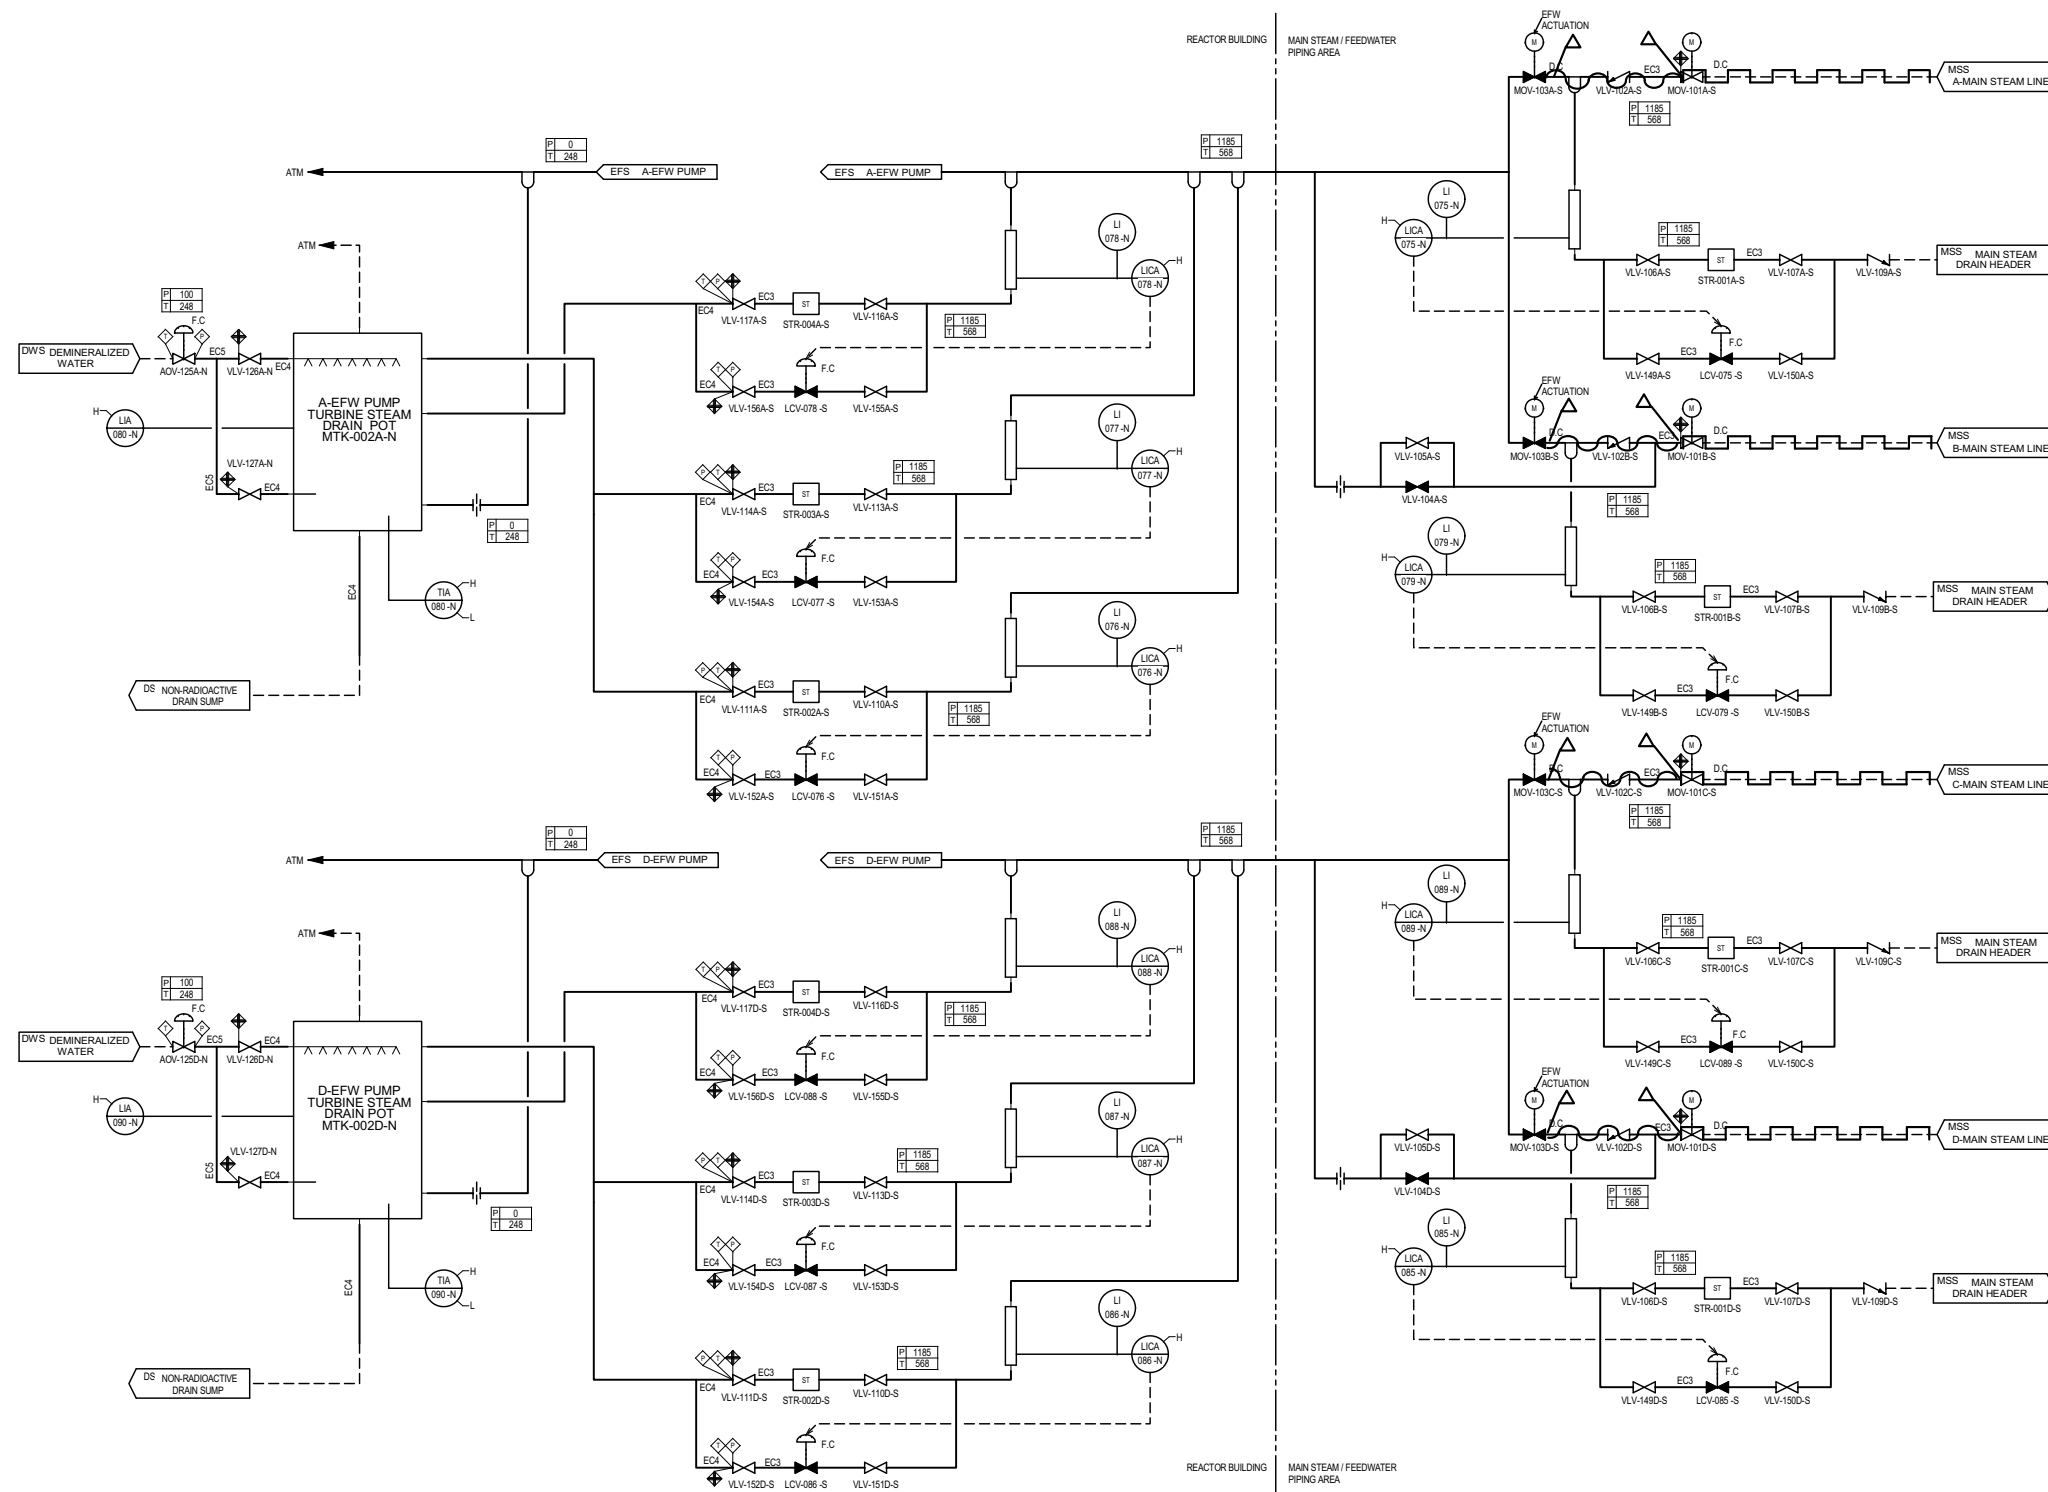 EFW
ACTUATION
REACTOR BUILDING
MAIN STEAM / FEEDWATER
PIPING AREA
M
M
D.C
EC3
D.C
MSS
A-MAIN STEAM LINE
MOV-103A-S
VLV-102A-S
MOV-101A-S
P 1185
T 568
P 0
T 248
P 1185
T 568
ATM
EFS A-EFW PUMP
EFS A-EFW PUMP
LI
075 -N
H
LICA
075 -N
LI
078 -N
H
LICA
078 -N
ATM
P 1185
T 568
EC3
ST
VLV-106A-S
STR-001A-S
VLV-107A-S
VLV-109A-S
MSS MAIN STEAM
DRAIN HEADER
T P
EC4
EC3
ST
VLV-117A-S
STR-004A-S
VLV-116A-S
P 1185
T 568
P 100
T 248
F.C
T
P
EC5
EC4
DWS DEMINERALIZED
WATER
AOV-125A-N
VLV-126A-N
F.C
EC3
VLV-149A-S
LCV-075 -S
VLV-150A-S
T P
F.C
EC4
EC3
VLV-156A-S
LCV-078 -S
VLV-155A-S
A-EFW PUMP
TURBINE STEAM
DRAIN POT
MTK-002A-N
H
LIA
080 -N
EFW
ACTUATION
M
M
D.C
EC3
D.C
MSS
B-MAIN STEAM LINE
MOV-103B-S
VLV-102B-S
MOV-101B-S
LI
077 -N
H
LICA
077 -N
VLV-105A-S
VLV-104A-S
P 1185
T 568
VLV-127A-N
EC5
EC4
P T
EC4
EC3
ST
VLV-114A-S
STR-003A-S
VLV-113A-S
P 1185
T 568
P 0
T 248
LI
079 -N
H
LICA
079 -N
T P
F.C
EC4
EC3
VLV-154A-S
LCV-077 -S
VLV-153A-S
EC4
H
TIA
080 -N
L
P 1185
T 568
EC3
ST
VLV-106B-S
STR-001B-S
VLV-107B-S
VLV-109B-S
MSS MAIN STEAM
DRAIN HEADER
LI
076 -N
H
LICA
076 -N
P T
EC4
EC3
ST
VLV-111A-S
STR-002A-S
VLV-110A-S
P 1185
T 568
DS NON-RADIOACTIVE
DRAIN SUMP
F.C
EC3
VLV-149B-S
LCV-079 -S
VLV-150B-S
T P
F.C
EC4
EC3
VLV-152A-S
LCV-076 -S
VLV-151A-S
EFW
ACTUATION
M
M
D.C
EC3
D.C
MSS
C-MAIN STEAM LINE
MOV-103C-S
VLV-102C-S
MOV-101C-S
P 1185
T 568
P 0
T 248
P 1185
T 568
ATM
EFS D-EFW PUMP
EFS D-EFW PUMP
LI
089 -N
H
LICA
089 -N
LI
088 -N
H
LICA
088 -N
ATM
P 1185
T 568
EC3
ST
VLV-106C-S
STR-001C-S
VLV-107C-S
VLV-109C-S
MSS MAIN STEAM
DRAIN HEADER
T P
EC4
EC3
ST
VLV-117D-S
STR-004D-S
VLV-116D-S
P 1185
T 568
P 100
T 248
F.C
T
P
EC5
EC4
DWS DEMINERALIZED
WATER
AOV-125D-N
VLV-126D-N
F.C
EC3
VLV-149C-S
LCV-089 -S
VLV-150C-S
T P
F.C
EC4
EC3
VLV-156D-S
LCV-088 -S
VLV-155D-S
D-EFW PUMP
TURBINE STEAM
DRAIN POT
MTK-002D-N
H
LIA
090 -N
EFW
ACTUATION
M
M
D.C
EC3
D.C
MSS
D-MAIN STEAM LINE
MOV-103D-S
VLV-102D-S
MOV-101D-S
LI
087 -N
H
LICA
087 -N
VLV-105D-S
VLV-104D-S
P 1185
T 568
VLV-127D-N
EC5
EC4
P T
EC4
EC3
ST
VLV-114D-S
STR-003D-S
VLV-113D-S
P 1185
T 568
P 0
T 248
LI
085 -N
H
LICA
085 -N
T P
F.C
EC4
EC3
VLV-154D-S
LCV-087 -S
VLV-153D-S
EC4
H
TIA
090 -N
L
P 1185
T 568
EC3
ST
VLV-106D-S
STR-001D-S
VLV-107D-S
VLV-109D-S
MSS MAIN STEAM
DRAIN HEADER
LI
086 -N
H
LICA
086 -N
P T
EC4
EC3
ST
VLV-111D-S
STR-002D-S
VLV-110D-S
P 1185
T 568
DS NON-RADIOACTIVE
DRAIN SUMP
F.C
EC3
VLV-149D-S
LCV-085 -S
VLV-150D-S
T P
F.C
EC4
EC3
VLV-152D-S
LCV-086 -S
VLV-151D-S
REACTOR BUILDING
MAIN STEAM / FEEDWATER
PIPING AREA